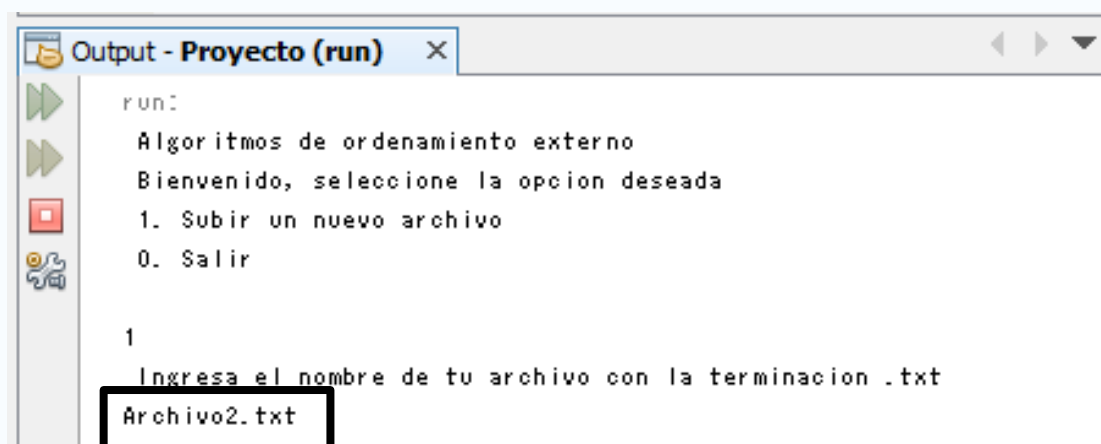 Output - Proyecto (run)
run:
Algoritmos de ordenamiento externo
Bienvenido, seleccione la opcion deseada
1. Subir un nuevo archivo
0. Salir
1
Ingresa el nombre de tu archivo con la terminacion .txt
Archivo2.txt